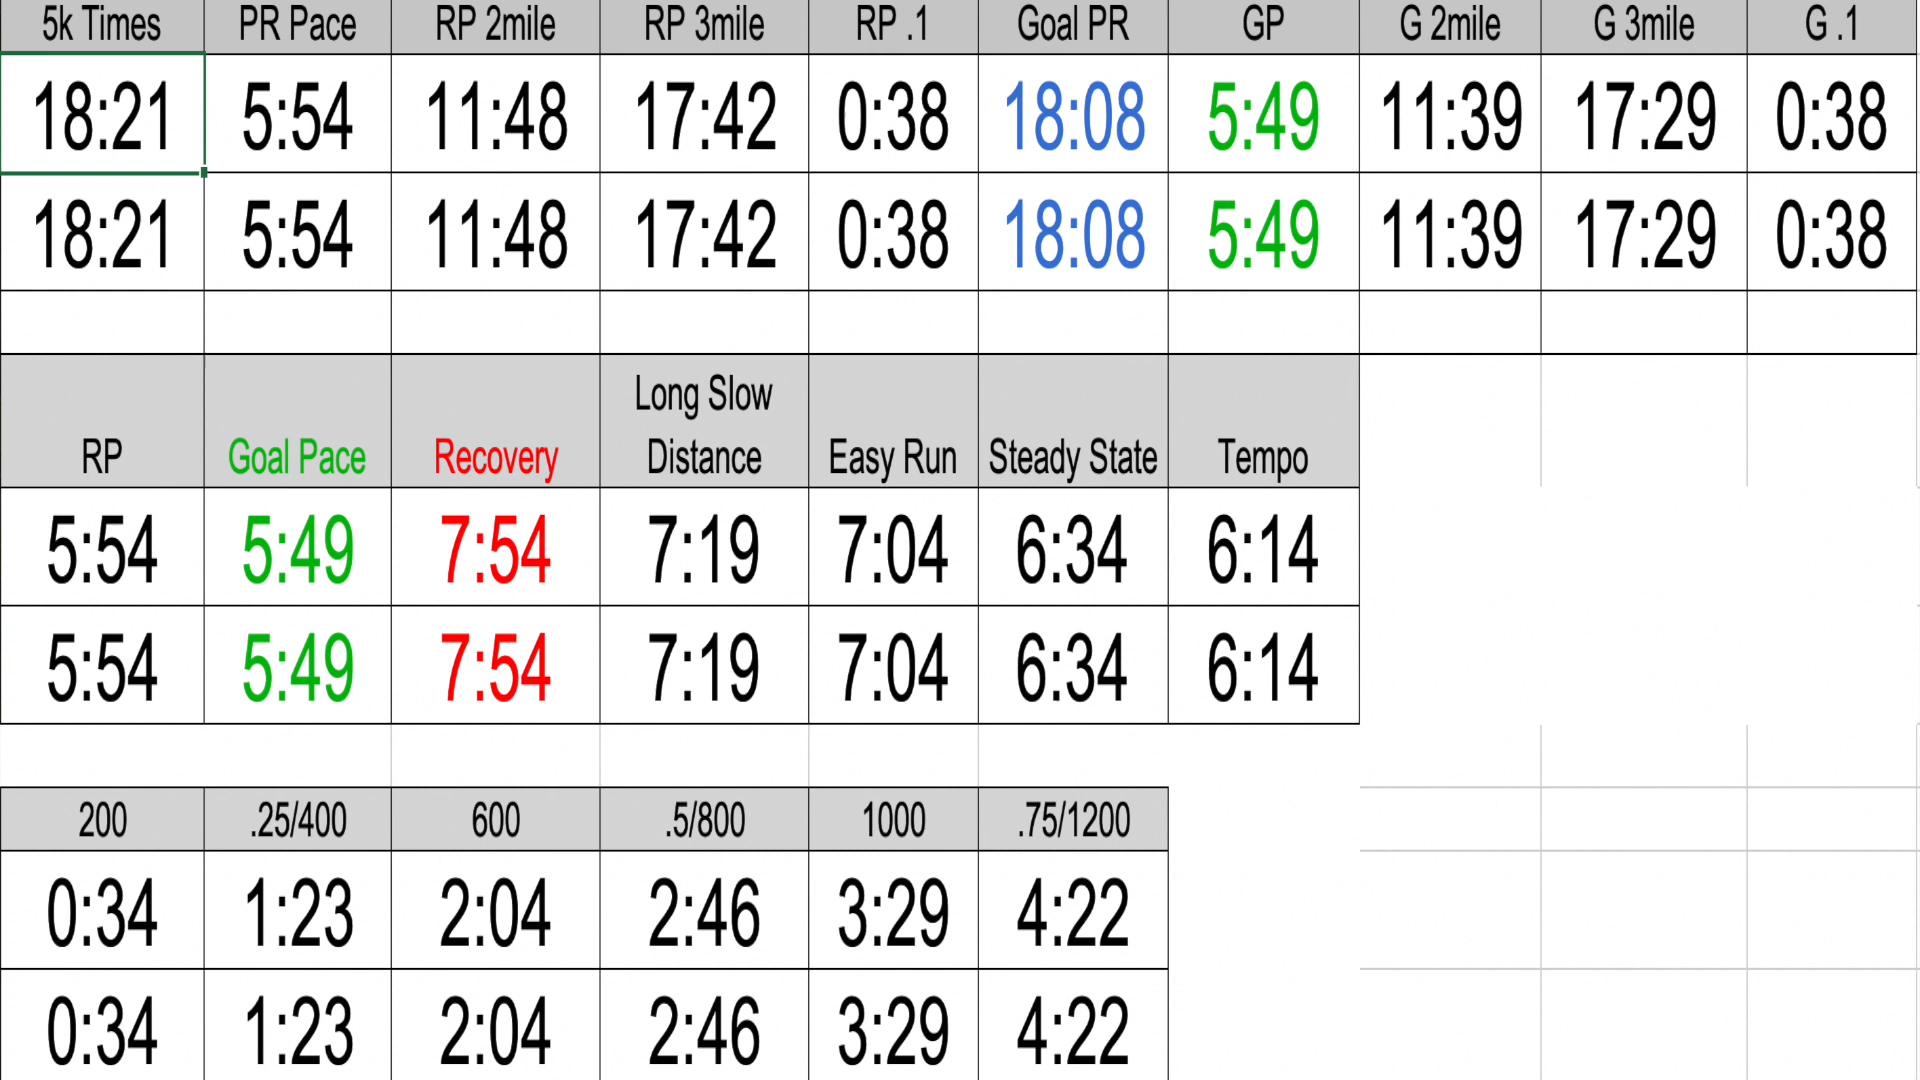 5k Times PR Pace RP 2mile RP 3mile RP .1 Goal PR GP G 2mile G 3mile G .1
18:21 5:54 11:48 17:42 0:38 18:08 5:49 11:39 17:29 0:38
18:21 5:54 11:48 17:42 0:38 18:08 5:49 11:39 17:29 0:38
RP Goal Pace Recovery Long Slow Distance Easy Run Steady State Tempo
5:54 5:49 7:54 7:19 7:04 6:34 6:14
5:54 5:49 7:54 7:19 7:04 6:34 6:14
200 .25/400 600 .5/800 1000 .75/1200
0:34 1:23 2:04 2:46 3:29 4:22
0:34 1:23 2:04 2:46 3:29 4:22